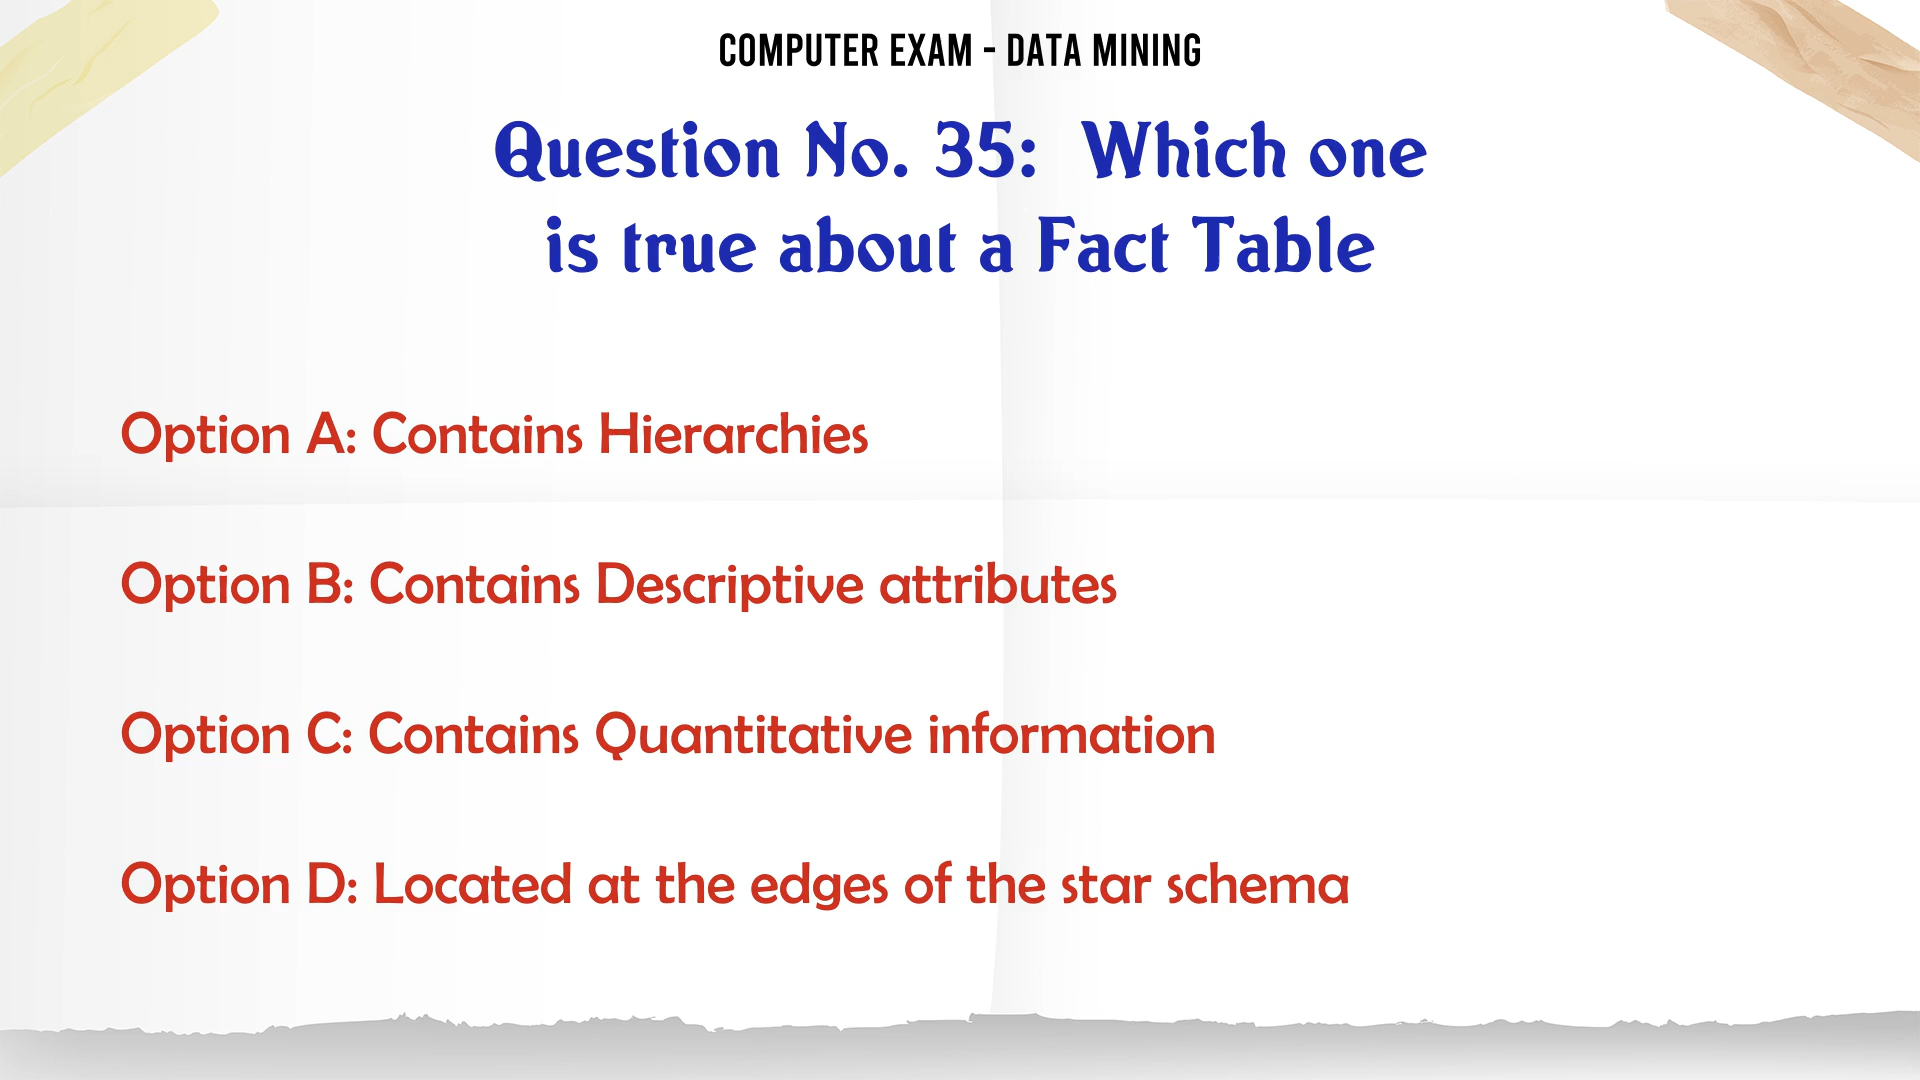 COMPUTER EXAM - DATA MINING
Question No. 35: Which one
is true about a Fact Table
Option A: Contains Hierarchies
Option B: Contains Descriptive attributes
Option C: Contains Quantitative information
Option D: Located at the edges of the star schema